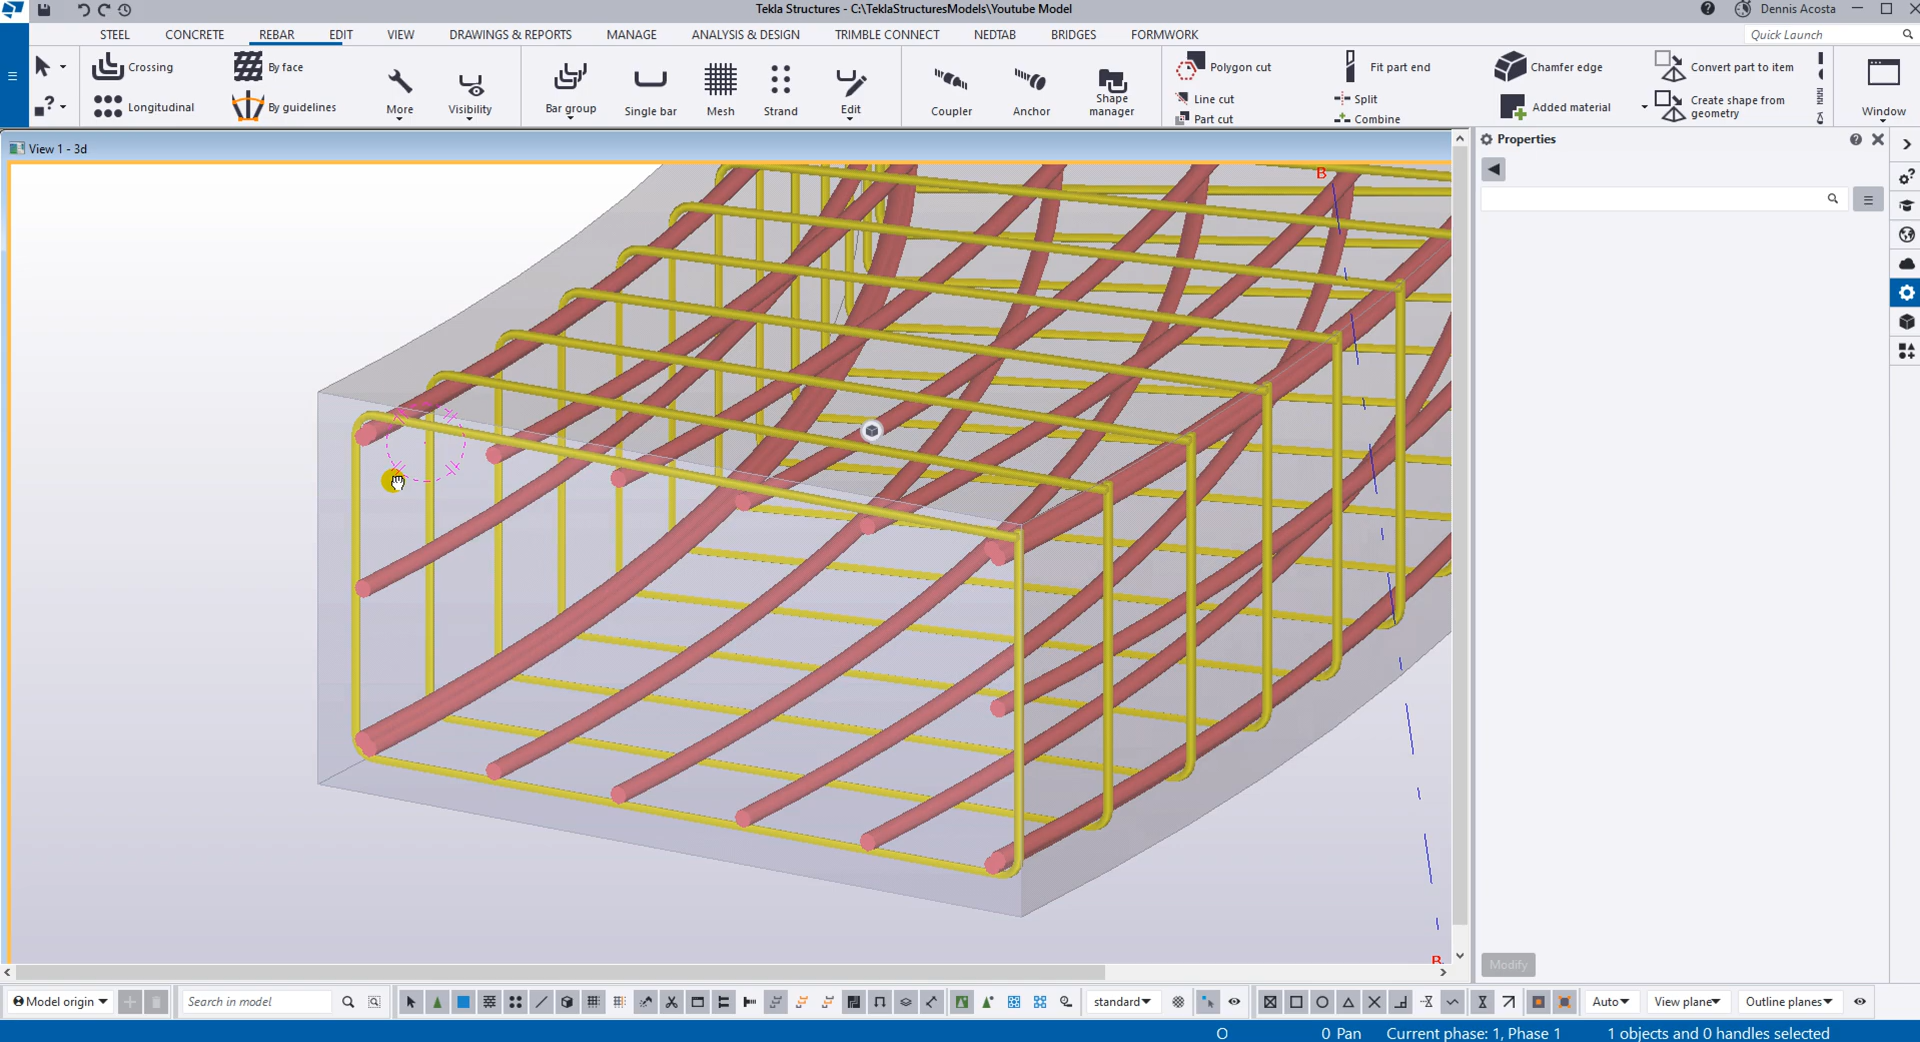 Tekla Structures - C:\TeklaStructuresModels\Youtube Model
Dennis Acosta
STEEL CONCRETE REBAR EDIT VIEW DRAWINGS & REPORTS MANAGE ANALYSIS & DESIGN TRIMBLE CONNECT NEDTAB BRIDGES FORMWORK
Quick Launch
Crossing
Longitudinal
By face
By guidelines
More
Visibility
Bar group
Single bar
Mesh
Strand
Edit
Coupler
Anchor
Shape
manager
Polygon cut
Line cut
Part cut
Fit part end
Split
Combine
Chamfer edge
Added material
Convert part to item
Create shape from
geometry
Window
View 1 - 3d
Properties
B
B
Modify
Model origin
Search in model
standard
Auto
View plane
Outline planes
O
0 Pan
Current phase: 1, Phase 1
1 objects and 0 handles selected